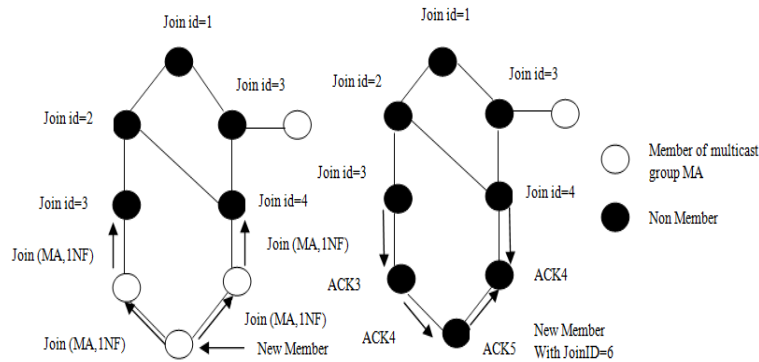 Join id=1
Join id=3
Join id=2
Join id=3
Join id=4
Join (MA,1NF)
Join (MA,1NF)
Join (MA,1NF)
Join (MA,1NF)
New Member
Join id=1
Join id=3
Join id=2
Join id=3
Join id=4
ACK3
ACK4
ACK4
ACK5
New Member
With JoinID=6
Member of multicast
group MA
Non Member